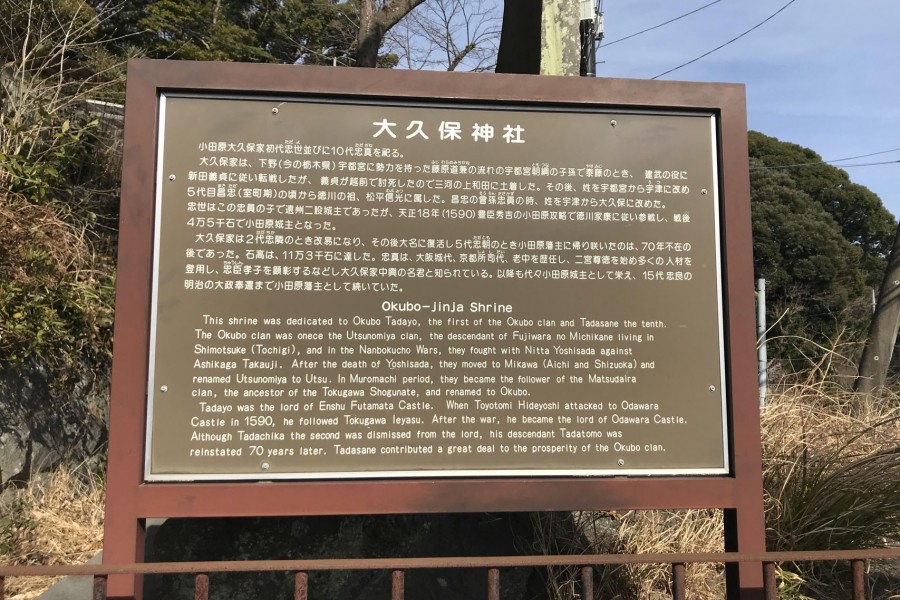 大久保神社
小田原大久保家初代忠世並びに10代忠真を祀る。
大久保家は、下野(今の栃木県)宇都宮に勢力を持った藤原道兼の流れの宇都宮朝綱の子孫で泰藤のとき、 建武の役に
新田義貞に従い転戦したが、義貞が越前で討死したので三河の上和田に土着した。その後、姓を宇都宮から宇津に改め
5代目昌忠(室町期)の頃から徳川の祖、松平信光に属した。昌忠の曾孫忠員の時、姓を宇津から大久保に改めた。
忠世はこの忠員の子で遠州二段城主であったが、天正18年(1590)豊臣秀吉の小田原攻略で徳川家康に従い参戦し、戦後
4万5千石で小田原城主となった。
大久保家は2代忠隣のとき改易になり、その後大名に復活し5代忠朝のとき小田原藩主に帰り咲いたのは、70年不在の
後であった。石高は、11万3千石に達した。忠真は、大阪城代、京都所司代、老中を歴任し、二宮尊徳を始め多くの人材を
登用し、忠臣孝子を顕彰するなどし大久保家中興の名君と知られている。以降も代々小田原城主として栄え、15代忠良の
明治の大政奉還まで小田原藩主として続いていた。
Okubo-jinja Shrine
This shrine was dedicated to Okubo Tadayo, the first of the Okubo clan and Tadasane the tenth.
The Okubo clan was onece the Utsunomiya clan, the descendant of Fujiwara no Michikane living in
Shimotsuke (Tochigi), and in the Nanbokucho Wars, they fought with Nitta Yoshisada against
Ashikaga Takauji. After the death of Yoshisada, they moved to Mikawa (Aichi and Shizuoka) and
renamed Utsunomiya to Utsu. In Muromachi period, they became the follower of the Matsudaira
clan, the ancestor of the Tokugawa Shogunate, and renamed to Okubo.
Tadayo was the lord of Enshu Futamata Castle. When Toyotomi Hideyoshi attacked to Odawara
Castle in 1590, he followed Tokugawa Ieyasu. After the war, he became the lord of Odawara Castle.
Although Tadachika the second was dismissed from the lord, his descendant Tadatomo was
reinstated 70 years later. Tadasane contributed a great deal to the prosperity of the Okubo clan.